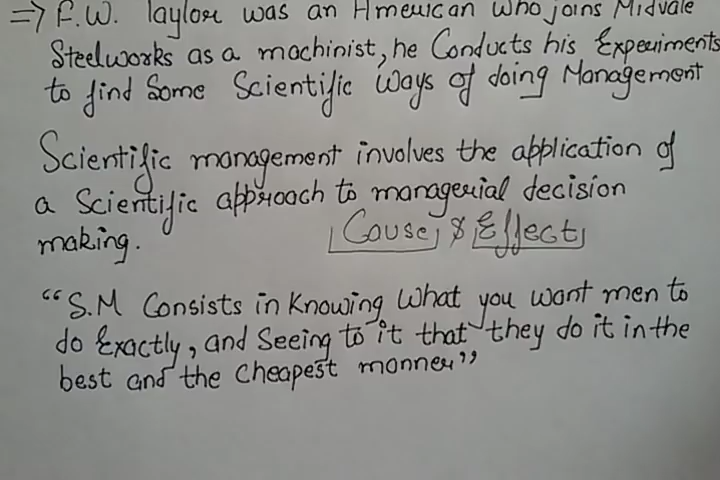 => F.W. Taylor was an American who joins Midvale
Steelworks as a machinist, he Conducts his Experiments
to find Some Scientific Ways of doing Management
Scientific management involves the application of
a Scientific approach to managerial decision
making. Cause & Effect
"S.M Consists in Knowing What you want men to
do Exactly, and Seeing to it that they do it in the
best and the Cheapest manner"